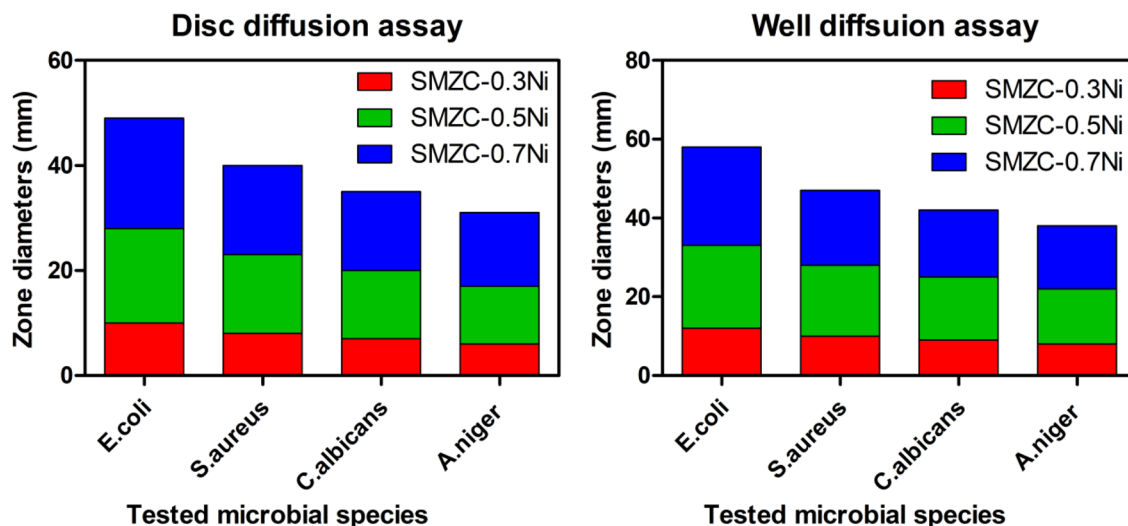 Disc diffusion assay
Zone diameters (mm)
60
40
20
0
SMZC-0.3Ni
SMZC-0.5Ni
SMZC-0.7Ni
E.coli
S.aureus
C.albicans
A.niger
Tested microbial species
Well diffsuion assay
Zone diameters (mm)
80
60
40
20
0
SMZC-0.3Ni
SMZC-0.5Ni
SMZC-0.7Ni
E.coli
S.aureus
C.albicans
A.niger
Tested microbial species